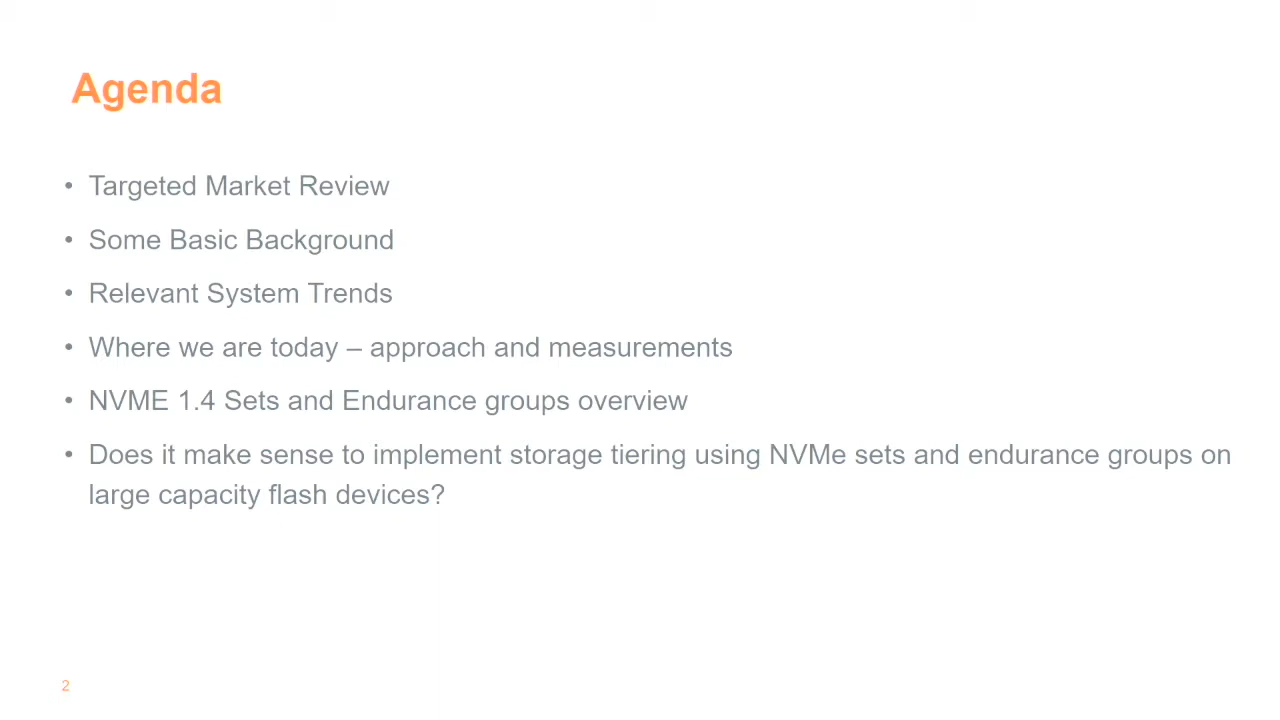 Agenda
• Targeted Market Review
• Some Basic Background
• Relevant System Trends
• Where we are today – approach and measurements
• NVME 1.4 Sets and Endurance groups overview
• Does it make sense to implement storage tiering using NVMe sets and endurance groups on
large capacity flash devices?
2